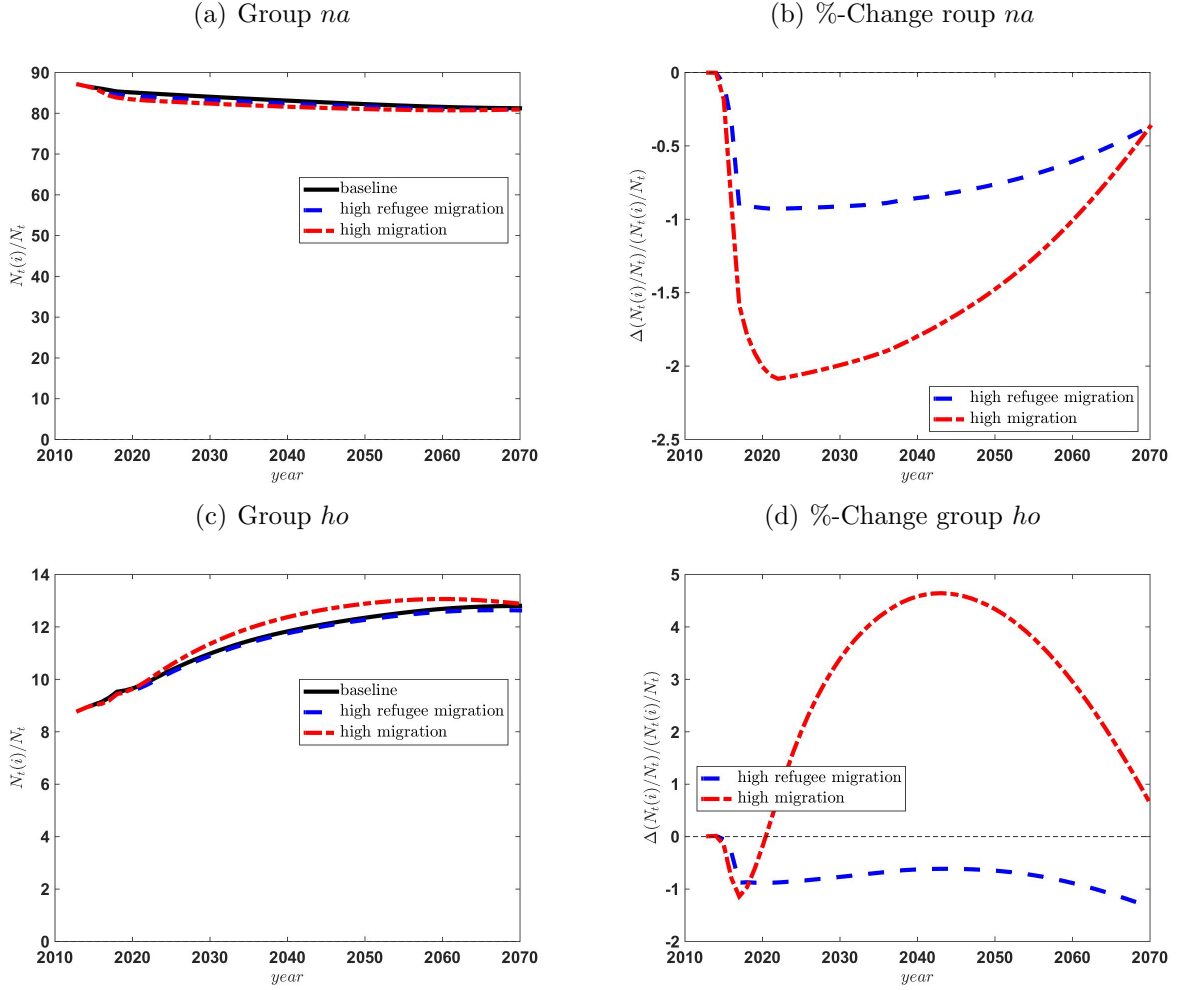 (a) Group na
90
80
70
60
50
40
30
20
10
0
N_t(i)/N_t
baseline
high refugee migration
high migration
2010 2020 2030 2040 2050 2060 2070
year
(b) %-Change roup na
0
-0.5
-1
-1.5
-2
-2.5
Δ(N_t(i)/N_t)/(N_t(i)/N_t)
high refugee migration
high migration
2010 2020 2030 2040 2050 2060 2070
year
(c) Group ho
14
12
10
8
6
4
2
0
N_t(i)/N_t
baseline
high refugee migration
high migration
2010 2020 2030 2040 2050 2060 2070
year
(d) %-Change group ho
5
4
3
2
1
0
-1
-2
Δ(N_t(i)/N_t)/(N_t(i)/N_t)
high refugee migration
high migration
2010 2020 2030 2040 2050 2060 2070
year